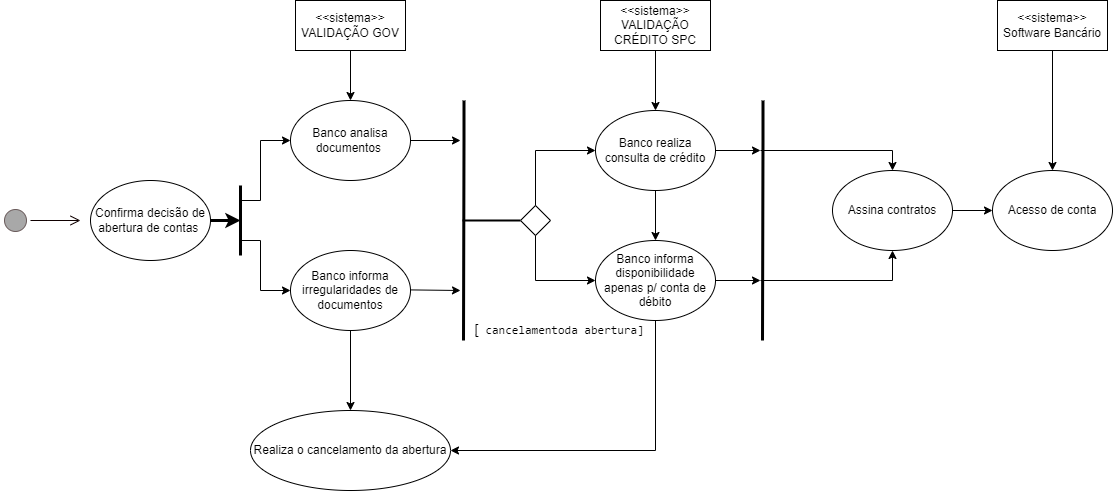 <<sistema>>
VALIDAÇÃO GOV
<<sistema>>
VALIDAÇÃO
CRÉDITO SPC
<<sistema>>
Software Bancário
Banco analisa
documentos
Banco realiza
consulta de crédito
Confirma decisão de
abertura de contas
Assina contratos
Acesso de conta
Banco informa
irregularidades de
documentos
Banco informa
disponibilidade
apenas p/ conta de
débito
[ cancelamentoda abertura]
Realiza o cancelamento da abertura